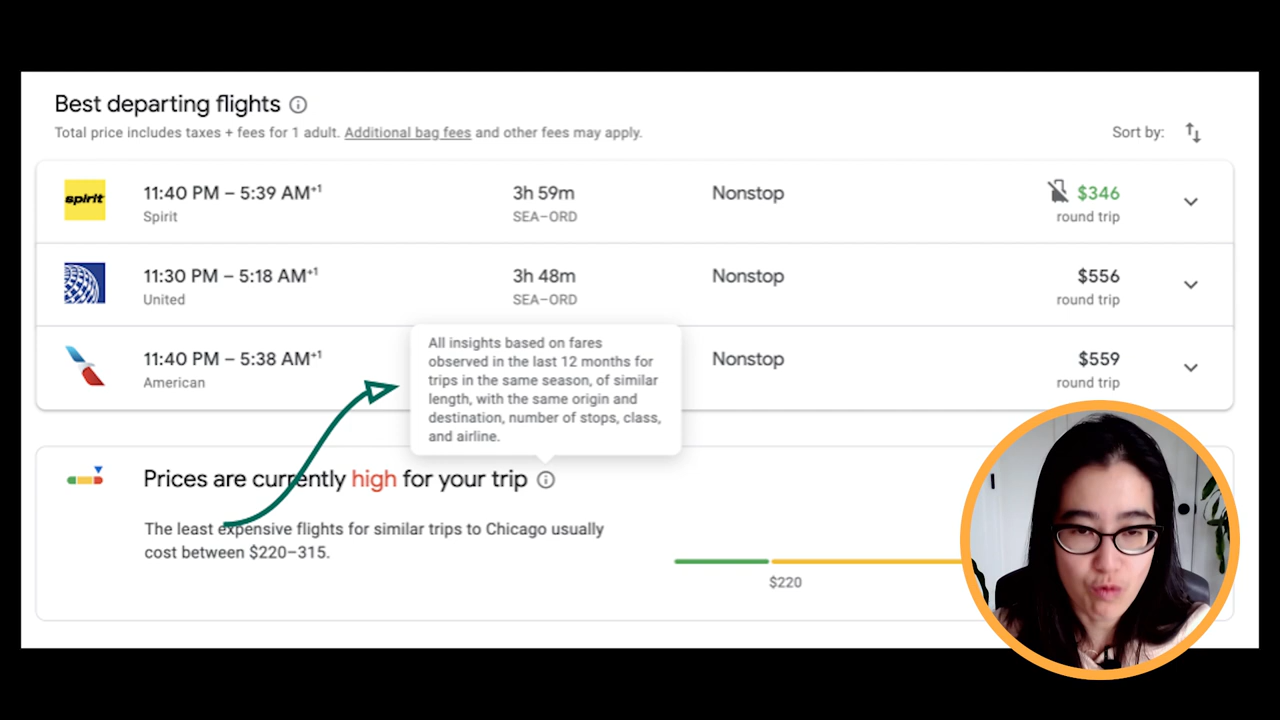 Best departing flights
Total price includes taxes + fees for 1 adult. Additional bag fees and other fees may apply.
Sort by:
spirit
11:40 PM – 5:39 AM+1
3h 59m
Nonstop
$346
Spirit
SEA–ORD
round trip
11:30 PM – 5:18 AM+1
3h 48m
Nonstop
$556
United
SEA–ORD
round trip
11:40 PM – 5:38 AM+1
Nonstop
$559
American
round trip
All insights based on fares
observed in the last 12 months for
trips in the same season, of similar
length, with the same origin and
destination, number of stops, class,
and airline.
Prices are currently high for your trip
The least expensive flights for similar trips to Chicago usually
cost between $220–315.
$220